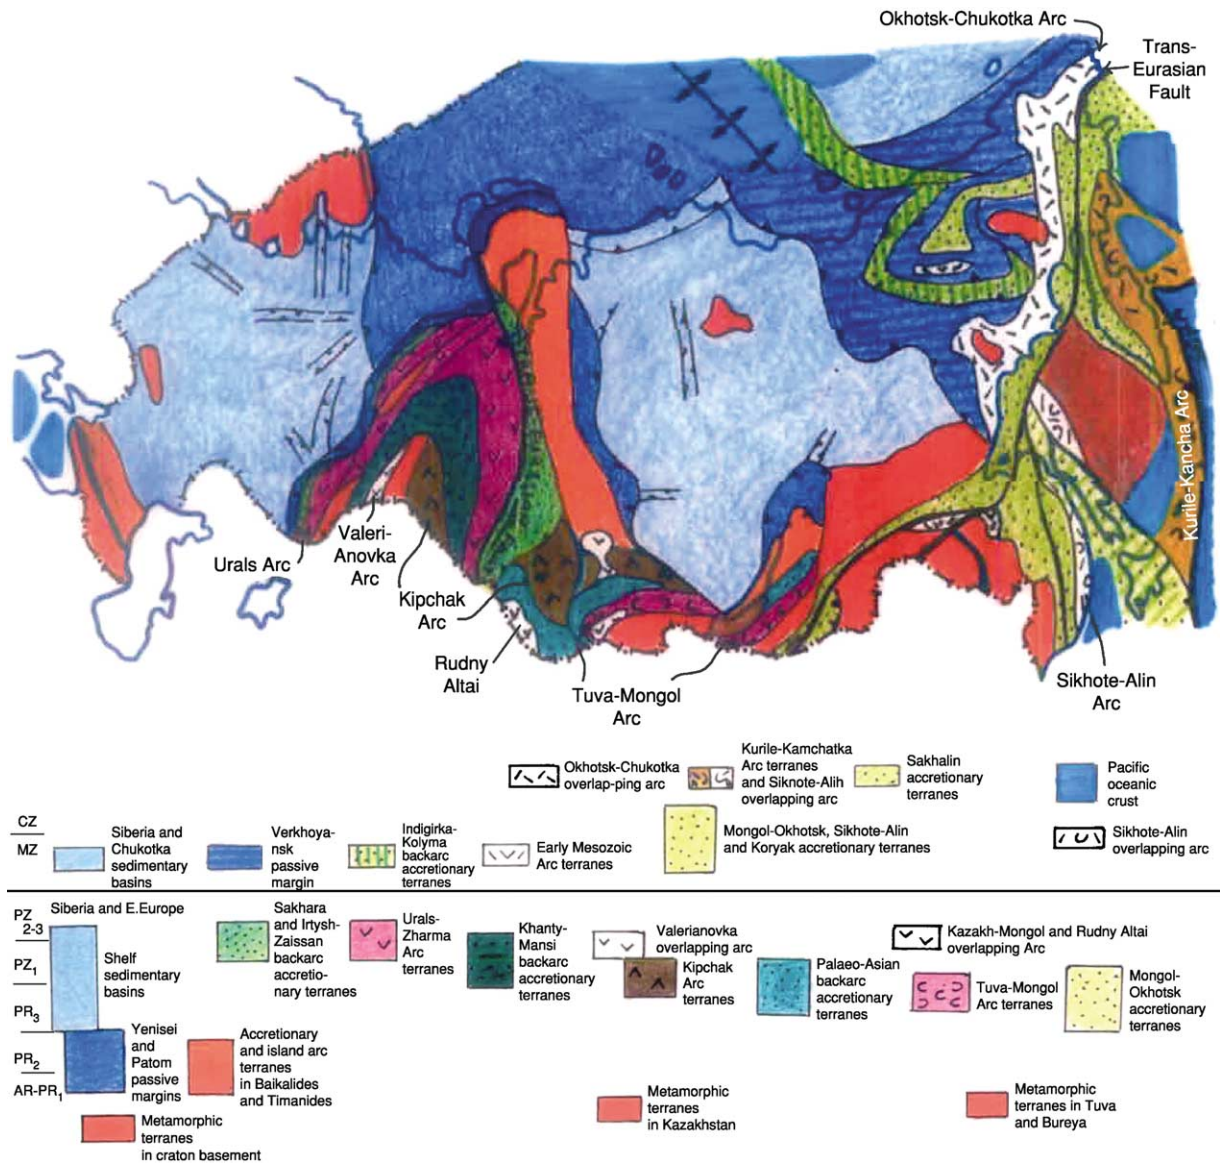 Okhotsk-Chukotka Arc
Trans-
Eurasian
Fault
Kurile-Kancha Arc
Urals Arc
Valeri-
Anovka
Arc
Kipchak
Arc
Rudny
Altai
Tuva-Mongol
Arc
Sikhote-Alin
Arc
Okhotsk-Chukotka
overlap-ping arc
Kurile-Kamchatka
Arc terranes
and Siknote-Alih
overlapping arc
Sakhalin
accretionary
terranes
Pacific
oceanic
crust
CZ
MZ
Siberia and
Chukotka
sedimentary
basins
Verkhoya-
nsk
passive
margin
Indigirka-
Kolyma
backarc
accretionary
terranes
Early Mesozoic
Arc terranes
Mongol-Okhotsk, Sikhote-Alin
and Koryak accretionary terranes
Sikhote-Alin
overlapping arc
PZ
2-3
PZ1
PR3
PR2
AR-PR1
Siberia and E.Europe
Shelf
sedimentary
basins
Yenisei
and
Patom
passive
margins
Sakhara
and Irtysh-
Zaissan
backarc
accretio-
nary terranes
Urals-
Zharma
Arc
terranes
Khanty-
Mansi
backarc
accretionary
terranes
Valerianovka
overlapping arc
Kipchak
Arc
terranes
Palaeo-Asian
backarc
accretionary
terranes
Kazakh-Mongol and Rudny Altai
overlapping Arc
Tuva-Mongol
Arc terranes
Mongol-
Okhotsk
accretionary
terranes
Accretionary
and island arc
terranes
in Baikalides
and Timanides
Metamorphic
terranes
in craton basement
Metamorphic
terranes
in Kazakhstan
Metamorphic
terranes in Tuva
and Bureya